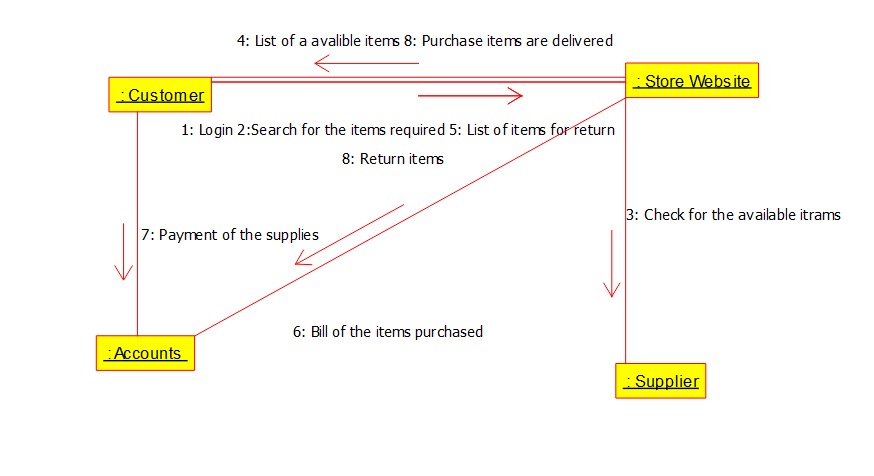 4: List of a avalible items 8: Purchase items are delivered
: Customer
: Store Website
1: Login 2:Search for the items required 5: List of items for return
8: Return items
3: Check for the available itrams
7: Payment of the supplies
6: Bill of the items purchased
:Accounts
: Supplier